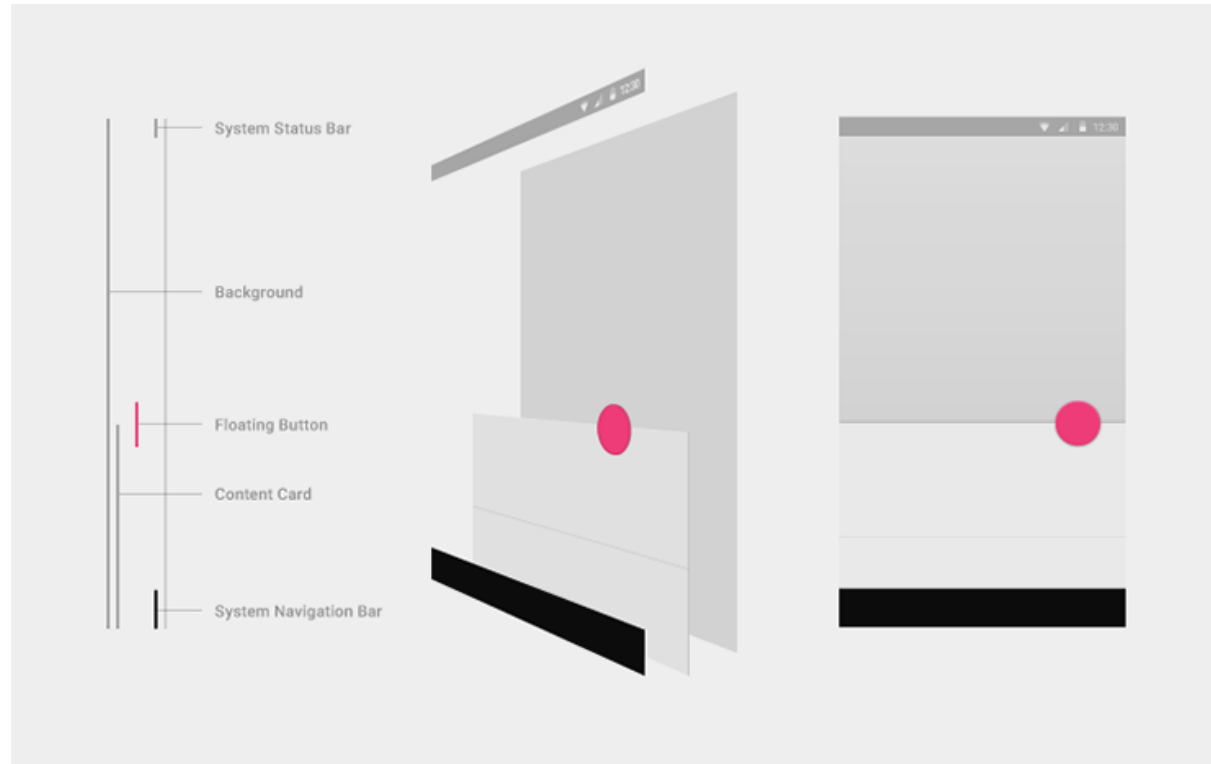 System Status Bar
Background
Floating Button
Content Card
System Navigation Bar
12:30
12:30